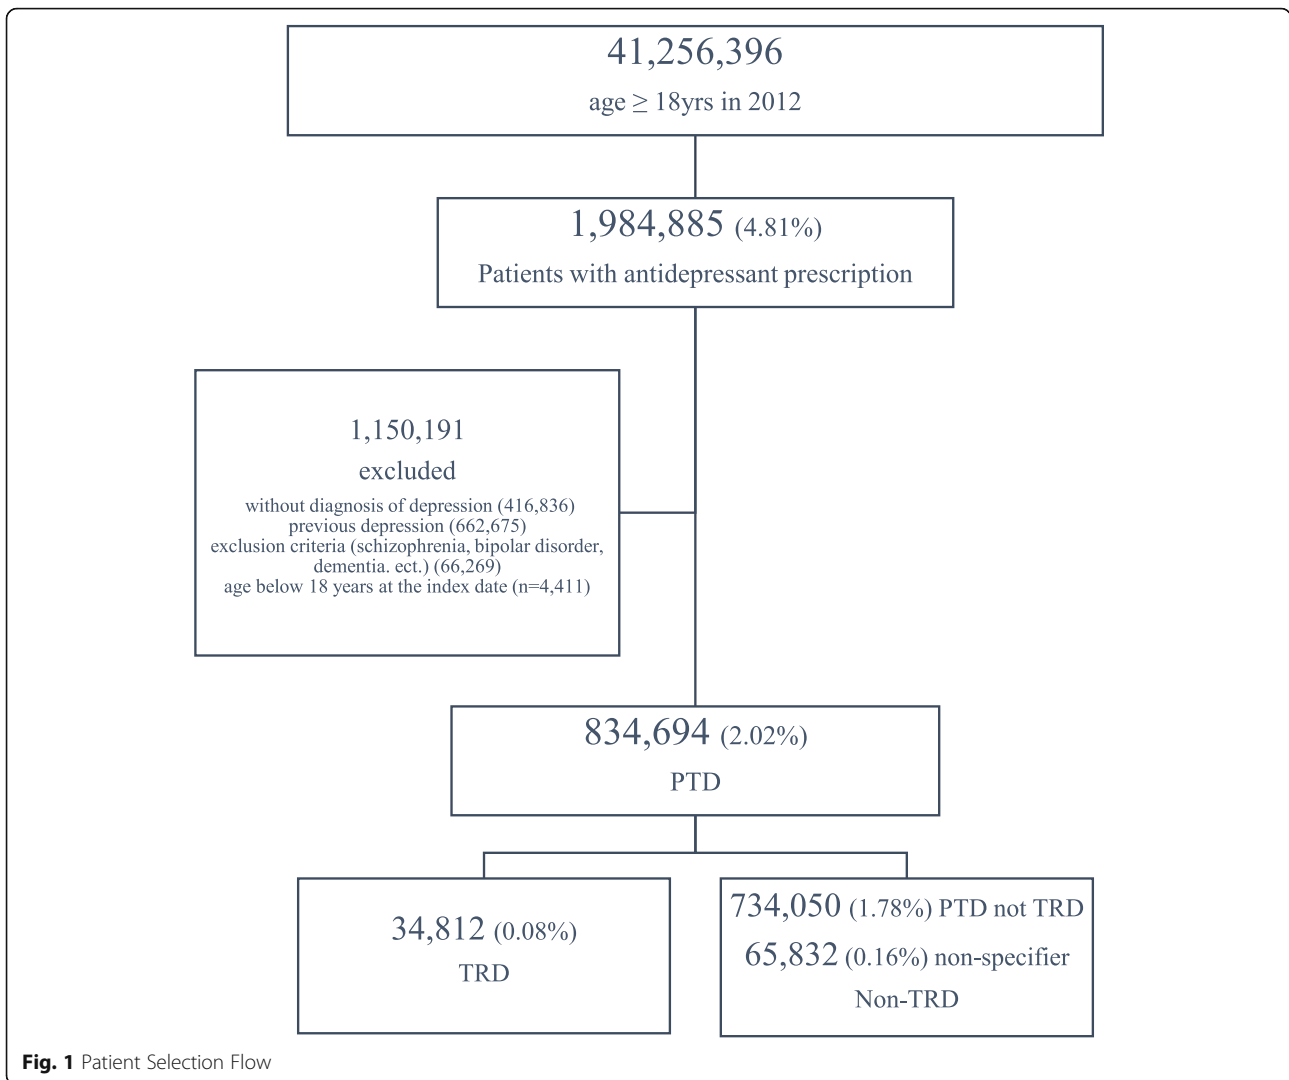 41,256,396
age ≥ 18yrs in 2012
1,984,885 (4.81%)
Patients with antidepressant prescription
1,150,191
excluded
without diagnosis of depression (416,836)
previous depression (662,675)
exclusion criteria (schizophrenia, bipolar disorder,
dementia. ect.) (66,269)
age below 18 years at the index date (n=4,411)
834,694 (2.02%)
PTD
34,812 (0.08%)
TRD
734,050 (1.78%) PTD not TRD
65,832 (0.16%) non-specifier
Non-TRD
Fig. 1 Patient Selection Flow